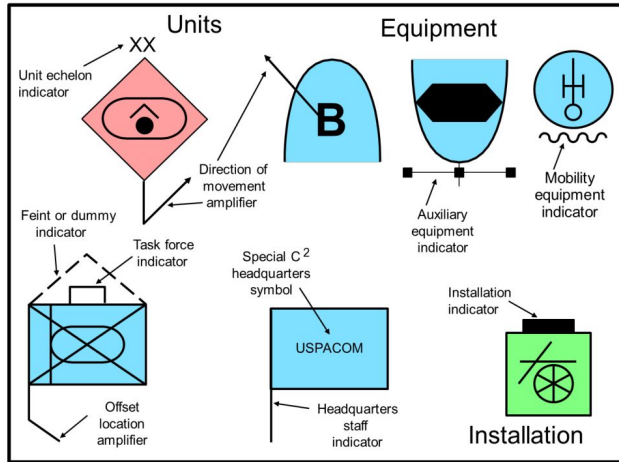 Units
Equipment
XX
Unit echelon
indicator
B
Direction of
movement
amplifier
Auxiliary
equipment
indicator
Mobility
equipment
indicator
Feint or dummy
indicator
Task force
indicator
Special C2
headquarters
symbol
USPACOM
Installation
indicator
Offset
location
amplifier
Headquarters
staff
indicator
Installation